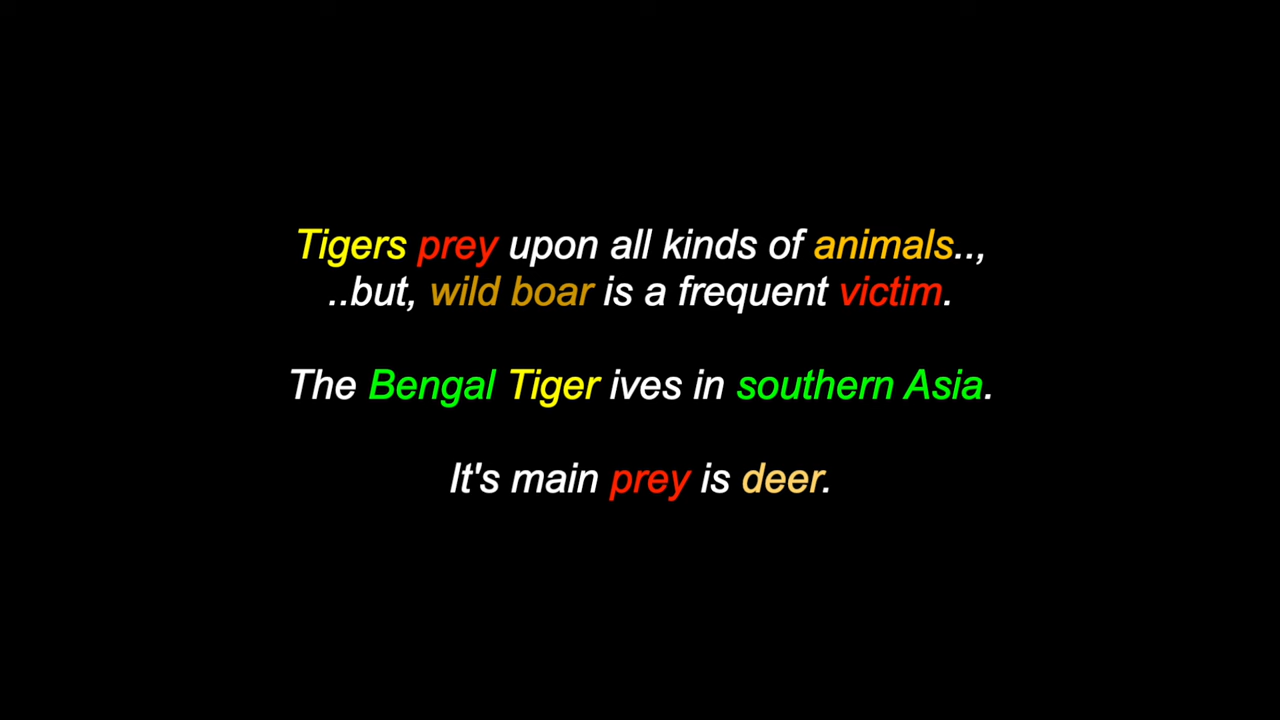 Tigers prey upon all kinds of animals..,
..but, wild boar is a frequent victim.
The Bengal Tiger ives in southern Asia.
It's main prey is deer.